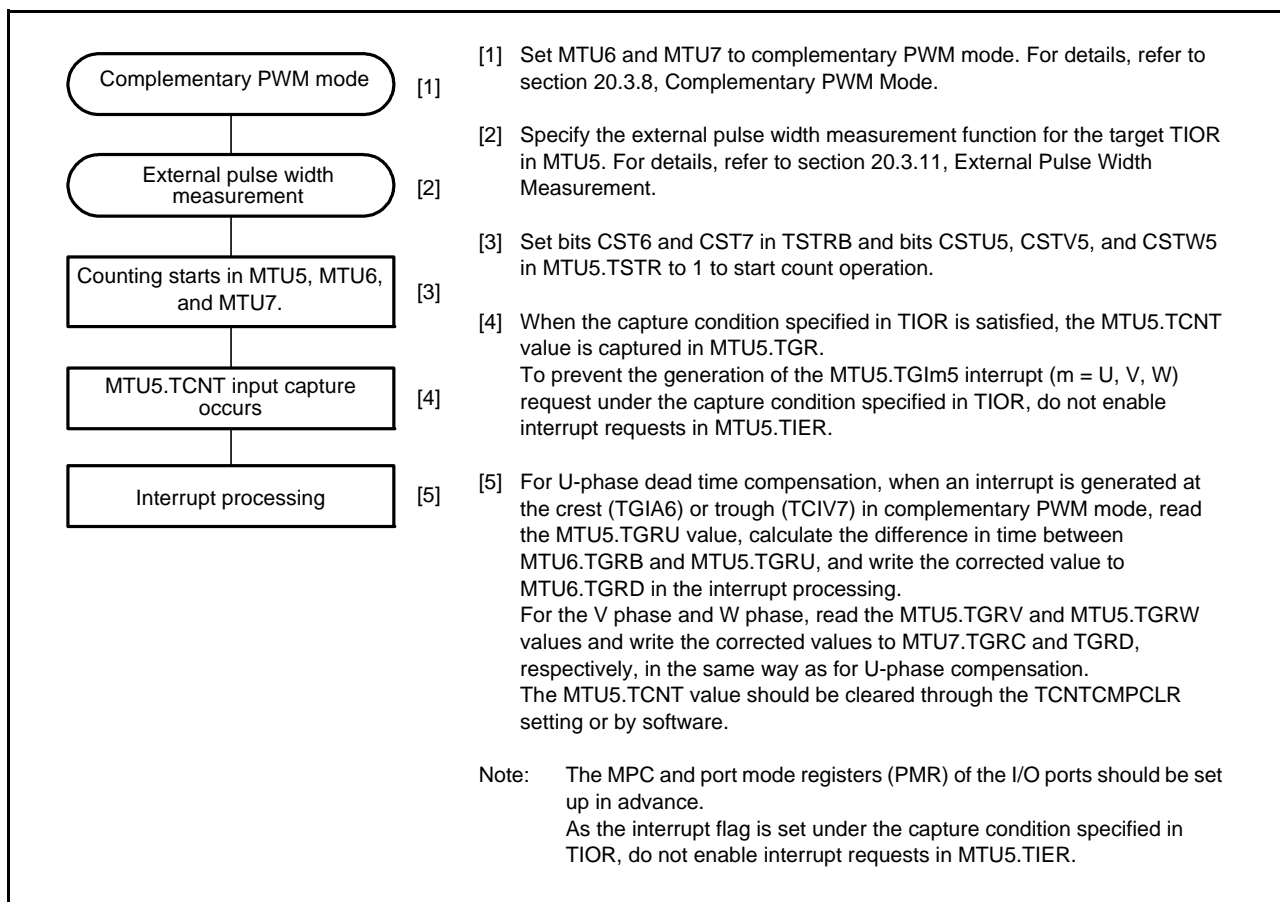 Complementary PWM mode
[1]
External pulse width
measurement
[2]
Counting starts in MTU5, MTU6,
and MTU7.
[3]
MTU5.TCNT input capture
occurs
[4]
Interrupt processing
[5]
[1] Set MTU6 and MTU7 to complementary PWM mode. For details, refer to
section 20.3.8, Complementary PWM Mode.
[2] Specify the external pulse width measurement function for the target TIOR
in MTU5. For details, refer to section 20.3.11, External Pulse Width
Measurement.
[3] Set bits CST6 and CST7 in TSTRB and bits CSTU5, CSTV5, and CSTW5
in MTU5.TSTR to 1 to start count operation.
[4] When the capture condition specified in TIOR is satisfied, the MTU5.TCNT
value is captured in MTU5.TGR.
To prevent the generation of the MTU5.TGIm5 interrupt (m = U, V, W)
request under the capture condition specified in TIOR, do not enable
interrupt requests in MTU5.TIER.
[5] For U-phase dead time compensation, when an interrupt is generated at
the crest (TGIA6) or trough (TCIV7) in complementary PWM mode, read
the MTU5.TGRU value, calculate the difference in time between
MTU6.TGRB and MTU5.TGRU, and write the corrected value to
MTU6.TGRD in the interrupt processing.
For the V phase and W phase, read the MTU5.TGRV and MTU5.TGRW
values and write the corrected values to MTU7.TGRC and TGRD,
respectively, in the same way as for U-phase compensation.
The MTU5.TCNT value should be cleared through the TCNTCMPCLR
setting or by software.
Note: The MPC and port mode registers (PMR) of the I/O ports should be set
up in advance.
As the interrupt flag is set under the capture condition specified in
TIOR, do not enable interrupt requests in MTU5.TIER.